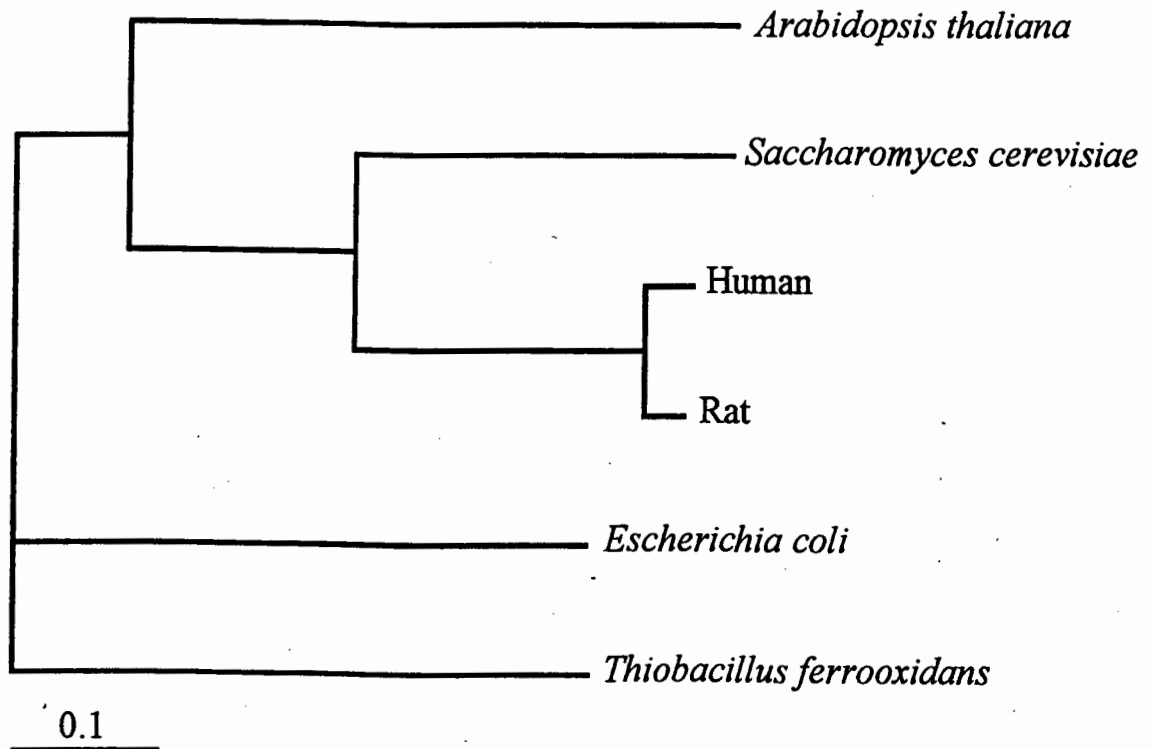 Arabidopsis thaliana
Saccharomyces cerevisiae
Human
Rat
Escherichia coli
Thiobacillus ferrooxidans
0.1